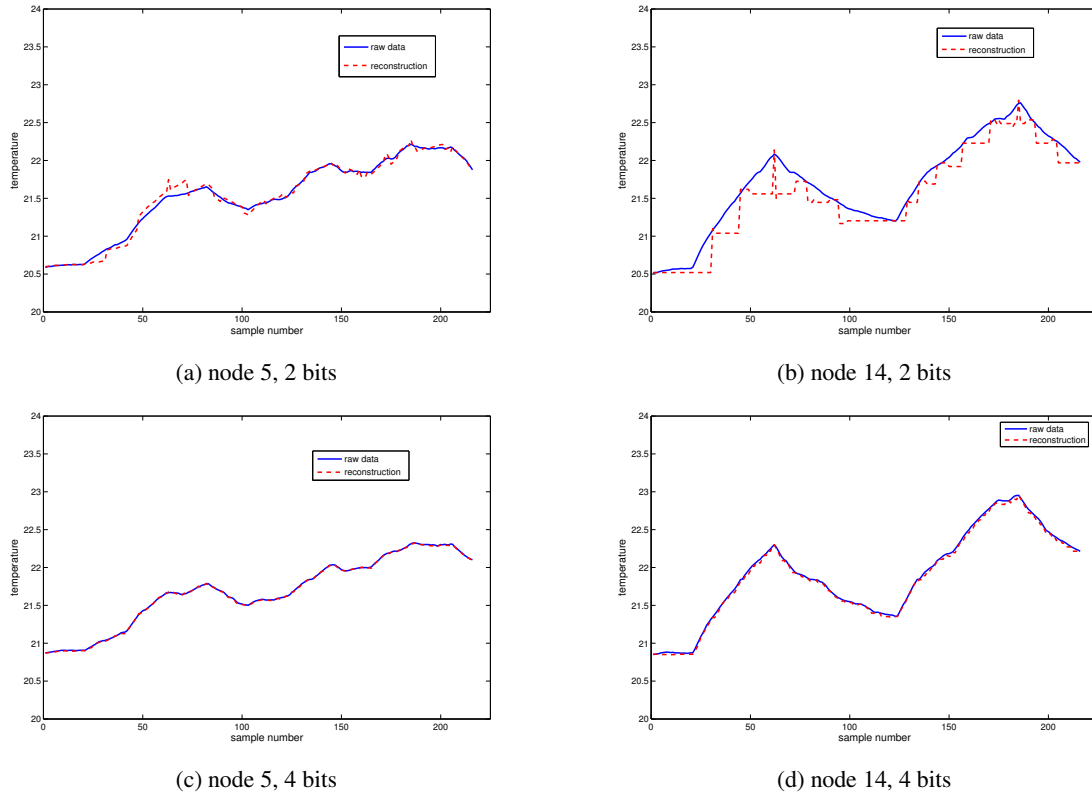 24
23.5
23
22.5
22
21.5
21
20.5
20
0
50
100
150
200
temperature
sample number
raw data
reconstruction
(a) node 5, 2 bits
24
23.5
23
22.5
22
21.5
21
20.5
20
0
50
100
150
200
temperature
sample number
raw data
reconstruction
(b) node 14, 2 bits
24
23.5
23
22.5
22
21.5
21
20.5
20
0
50
100
150
200
temperature
sample number
raw data
reconstruction
(c) node 5, 4 bits
24
23.5
23
22.5
22
21.5
21
20.5
20
0
50
100
150
200
temperature
sample number
raw data
reconstruction
(d) node 14, 4 bits